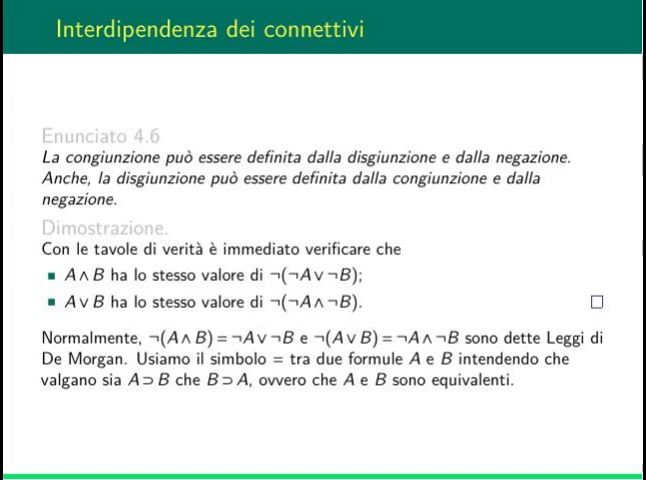 Interdipendenza dei connettivi
Enunciato 4.6
La congiunzione può essere definita dalla disgiunzione e dalla negazione.
Anche, la disgiunzione può essere definita dalla congiunzione e dalla
negazione.
Dimostrazione.
Con le tavole di verità è immediato verificare che
▪ A ∧ B ha lo stesso valore di ¬(¬A ∨ ¬B);
▪ A ∨ B ha lo stesso valore di ¬(¬A ∧ ¬B). □
Normalmente, ¬(A ∧ B) = ¬A ∨ ¬B e ¬(A ∨ B) = ¬A ∧ ¬B sono dette Leggi di
De Morgan. Usiamo il simbolo = tra due formule A e B intendendo che
valgano sia A ⊃ B che B ⊃ A, ovvero che A e B sono equivalenti.